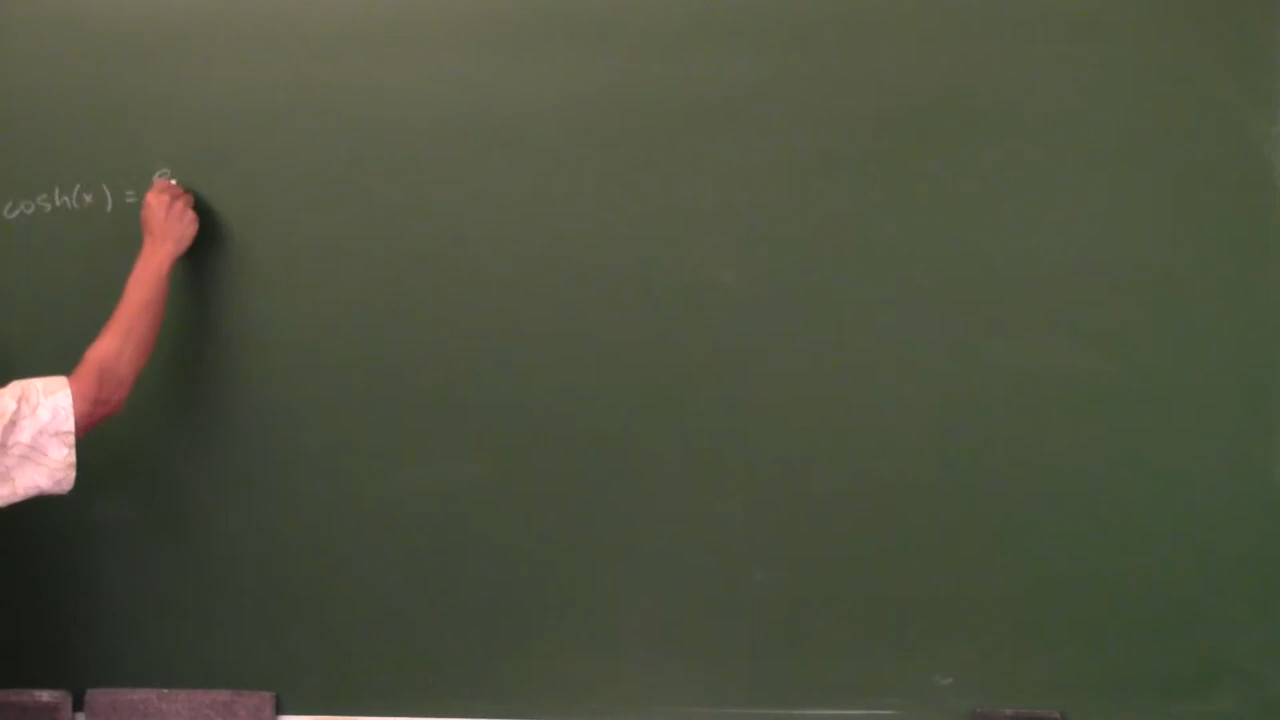 cosh(x) = e